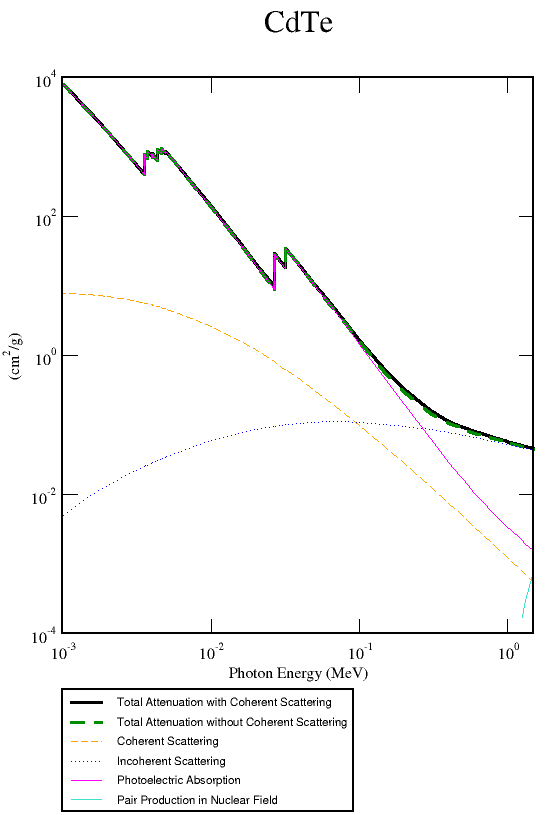 CdTe
10^4
10^2
(cm^2/g)
10^0
10^-2
10^-4
10^-3 10^-2 10^-1 10^0
Photon Energy (MeV)
Total Attenuation with Coherent Scattering
Total Attenuation without Coherent Scattering
Coherent Scattering
Incoherent Scattering
Photoelectric Absorption
Pair Production in Nuclear Field